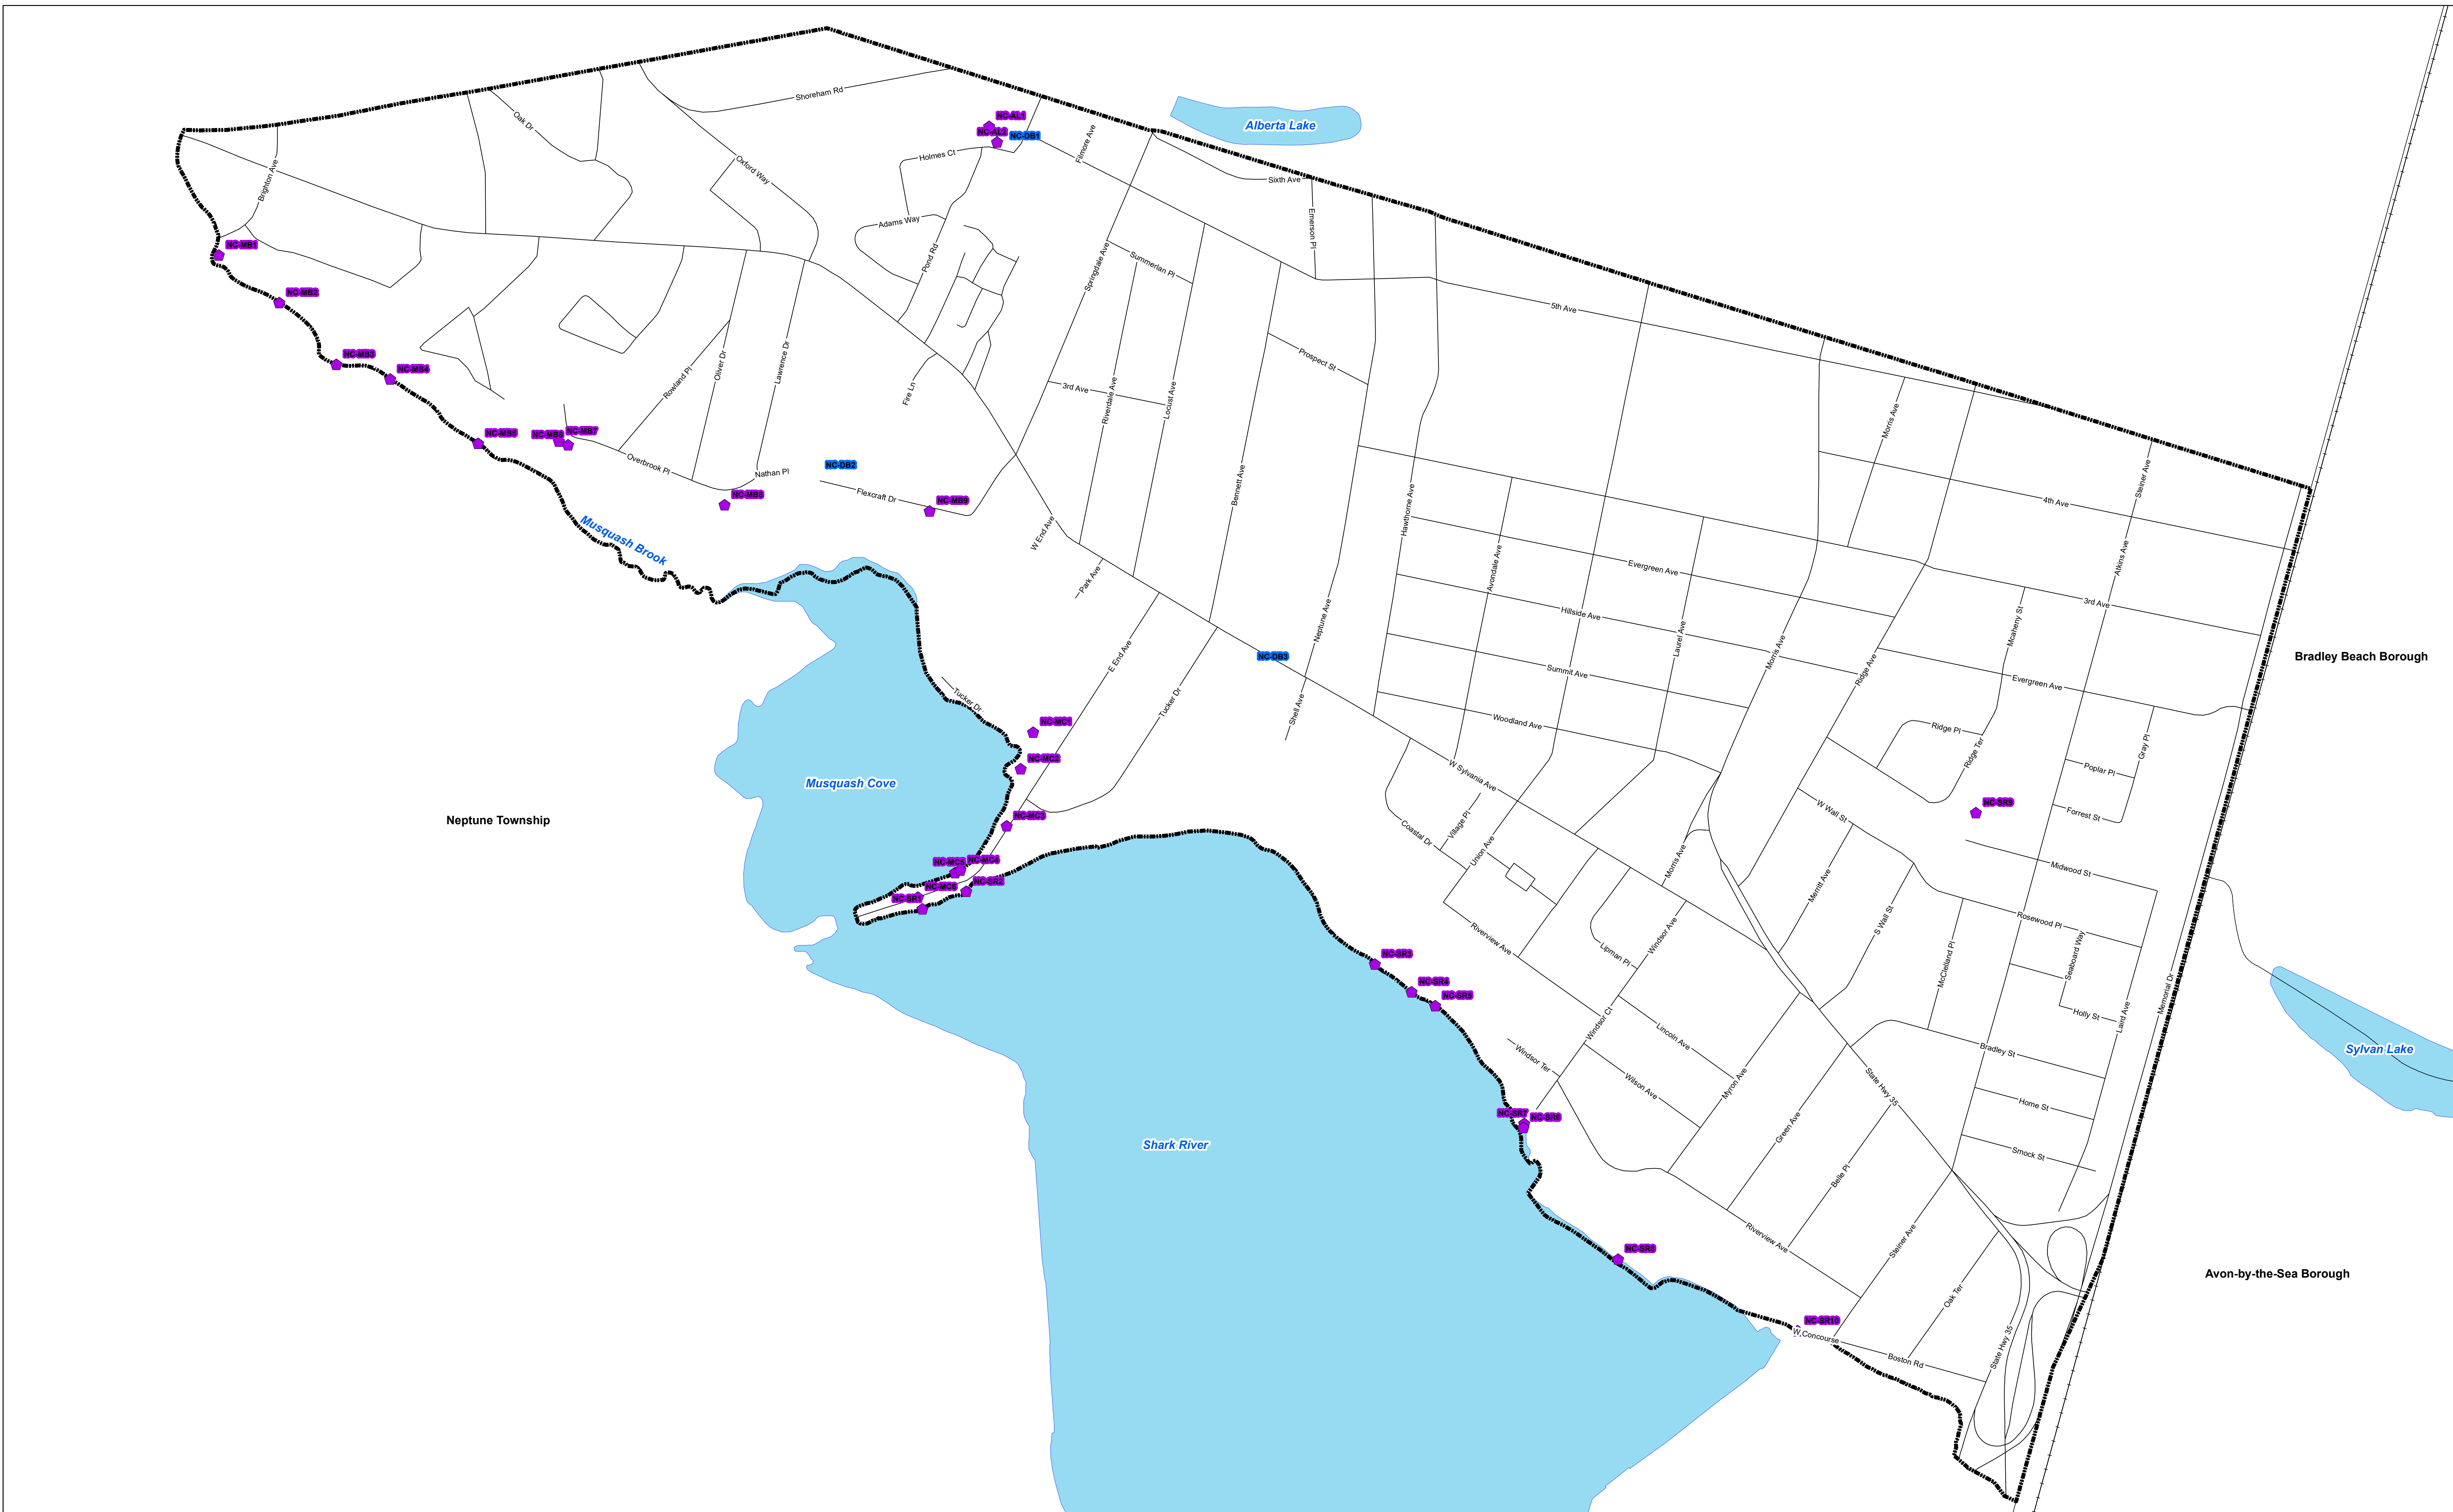 Shoreham Rd
Oak Dr
Oxford Way
Brighton Ave
NC-AL1
NC-AL2
NC-DB1
Filmore Ave
Alberta Lake
Holmes Ct
Sixth Ave
Emerson Pl
Adams Way
Pond Rd
Springdale Ave
Summerlan Pl
NC-MB1
NC-MB2
5th Ave
NC-MB3
NC-MB4
Rowland Pl
Oliver Dr
Lawrence Dr
Fire Ln
3rd Ave
Riverdale Ave
Locust Ave
Prospect St
Morris Ave
NC-MB5
NC-MB6
NC-MB7
Overbrook Pl
Nathan Pl
NC-DB2
NC-MB8
Flexcraft Dr
NC-MB9
Bennett Ave
Hawthorne Ave
Steiner Ave
4th Ave
Musquash Brook
W End Ave
Park Ave
Avondale Ave
Evergreen Ave
Atkins Ave
Hillside Ave
3rd Ave
Neptune Ave
Laurel Ave
Mcaherny St
NC-DB3
E End Ave
Summit Ave
Morris Ave
Ridge Ave
Evergreen Ave
Bradley Beach Borough
Tucker Dr
Tucker Dr
Shell Ave
Woodland Ave
NC-MC1
Ridge Pl
Ridge Ter
Gray Pl
NC-MC2
Musquash Cove
W Sylvania Ave
Poplar Pl
Neptune Township
NC-MC3
Coastal Dr
Village Pl
W Wall St
NC-SR9
Forrest St
Union Ave
NC-MC5
NC-MC4
Morris Ave
Midwood St
NC-MC6
NC-SR2
NC-SR1
Merritt Ave
S Wall St
Rosewood Pl
Riverview Ave
Lipman Pl
Windsor Ave
McClelland Pl
Seaboard Way
NC-SR3
NC-SR4
NC-SR5
Memorial Dr
Windsor Ct
Lincoln Ave
Holly St
Laird Ave
Windsor Ter
Bradley St
Sylvan Lake
Wilson Ave
Myron Ave
State Hwy 35
Home St
NC-SR7
NC-SR6
Green Ave
Shark River
Smock St
Belle Pl
Riverview Ave
Steiner Ave
NC-SR8
Avon-by-the-Sea Borough
Oak Ter
NC-SR10
W Concourse
Boston Rd
State Hwy 35